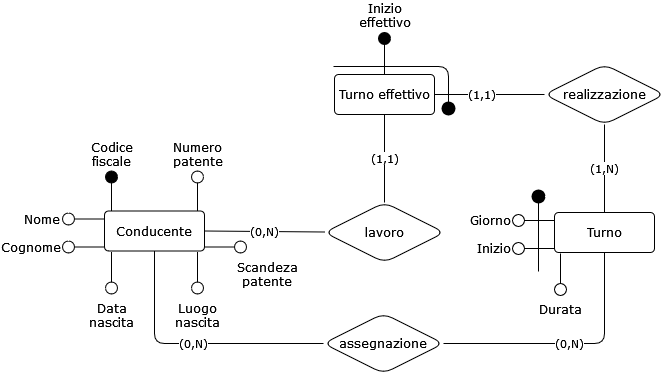 Inizio
effettivo
Turno effettivo
(1,1)
realizzazione
(1,1)
(1,N)
Codice
fiscale
Numero
patente
Nome
Cognome
Conducente
(0,N)
lavoro
Scandeza
patente
Data
nascita
Luogo
nascita
Giorno
Inizio
Turno
Durata
(0,N)
assegnazione
(0,N)